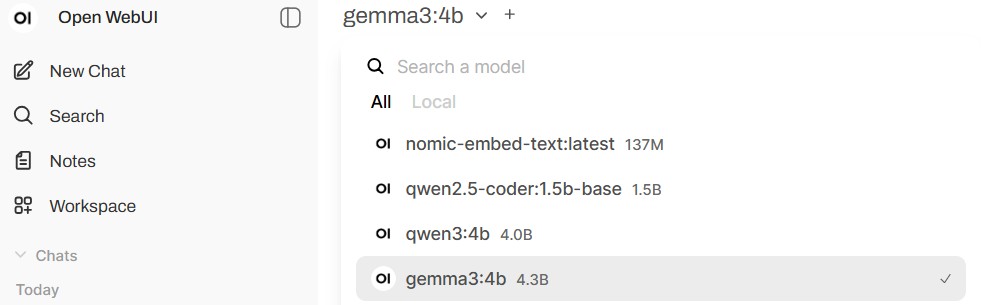 OI Open WebUI
New Chat
Search
Notes
Workspace
Chats
Today
gemma3:4b
Search a model
All Local
OI nomic-embed-text:latest 137M
OI qwen2.5-coder:1.5b-base 1.5B
OI qwen3:4b 4.0B
OI gemma3:4b 4.3B